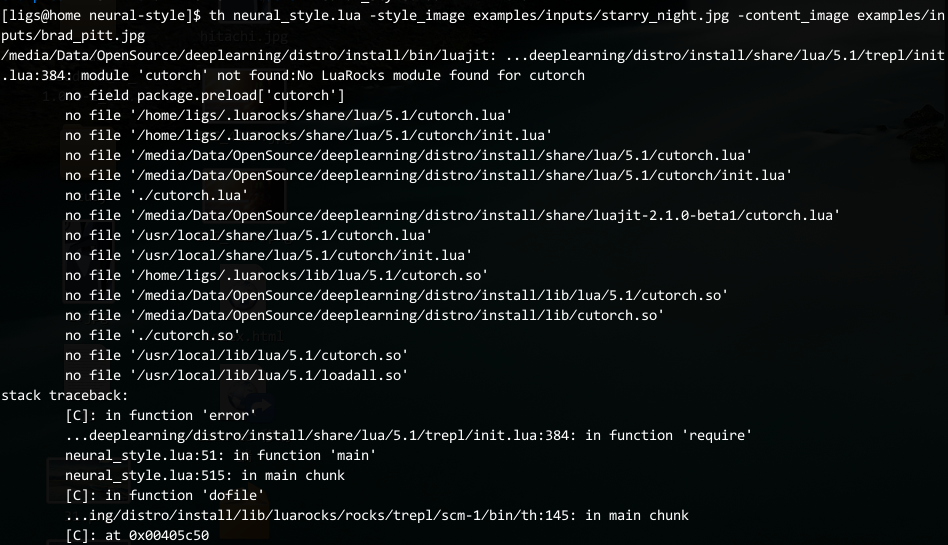 [ligs@home neural-style]$ th neural_style.lua -style_image examples/inputs/starry_night.jpg -content_image examples/in
puts/brad_pitt.jpg
/media/Data/OpenSource/deeplearning/distro/install/bin/luajit: ...deeplearning/distro/install/share/lua/5.1/trepl/init
.lua:384: module 'cutorch' not found:No LuaRocks module found for cutorch
no field package.preload['cutorch']
no file '/home/ligs/.luarocks/share/lua/5.1/cutorch.lua'
no file '/home/ligs/.luarocks/share/lua/5.1/cutorch/init.lua'
no file '/media/Data/OpenSource/deeplearning/distro/install/share/lua/5.1/cutorch.lua'
no file '/media/Data/OpenSource/deeplearning/distro/install/share/lua/5.1/cutorch/init.lua'
no file './cutorch.lua'
no file '/media/Data/OpenSource/deeplearning/distro/install/share/luajit-2.1.0-beta1/cutorch.lua'
no file '/usr/local/share/lua/5.1/cutorch.lua'
no file '/usr/local/share/lua/5.1/cutorch/init.lua'
no file '/home/ligs/.luarocks/lib/lua/5.1/cutorch.so'
no file '/media/Data/OpenSource/deeplearning/distro/install/lib/lua/5.1/cutorch.so'
no file '/media/Data/OpenSource/deeplearning/distro/install/lib/cutorch.so'
no file './cutorch.so'
no file '/usr/local/lib/lua/5.1/cutorch.so'
no file '/usr/local/lib/lua/5.1/loadall.so'
stack traceback:
[C]: in function 'error'
...deeplearning/distro/install/share/lua/5.1/trepl/init.lua:384: in function 'require'
neural_style.lua:51: in function 'main'
neural_style.lua:515: in main chunk
[C]: in function 'dofile'
...ing/distro/install/lib/luarocks/rocks/trepl/scm-1/bin/th:145: in main chunk
[C]: at 0x00405c50